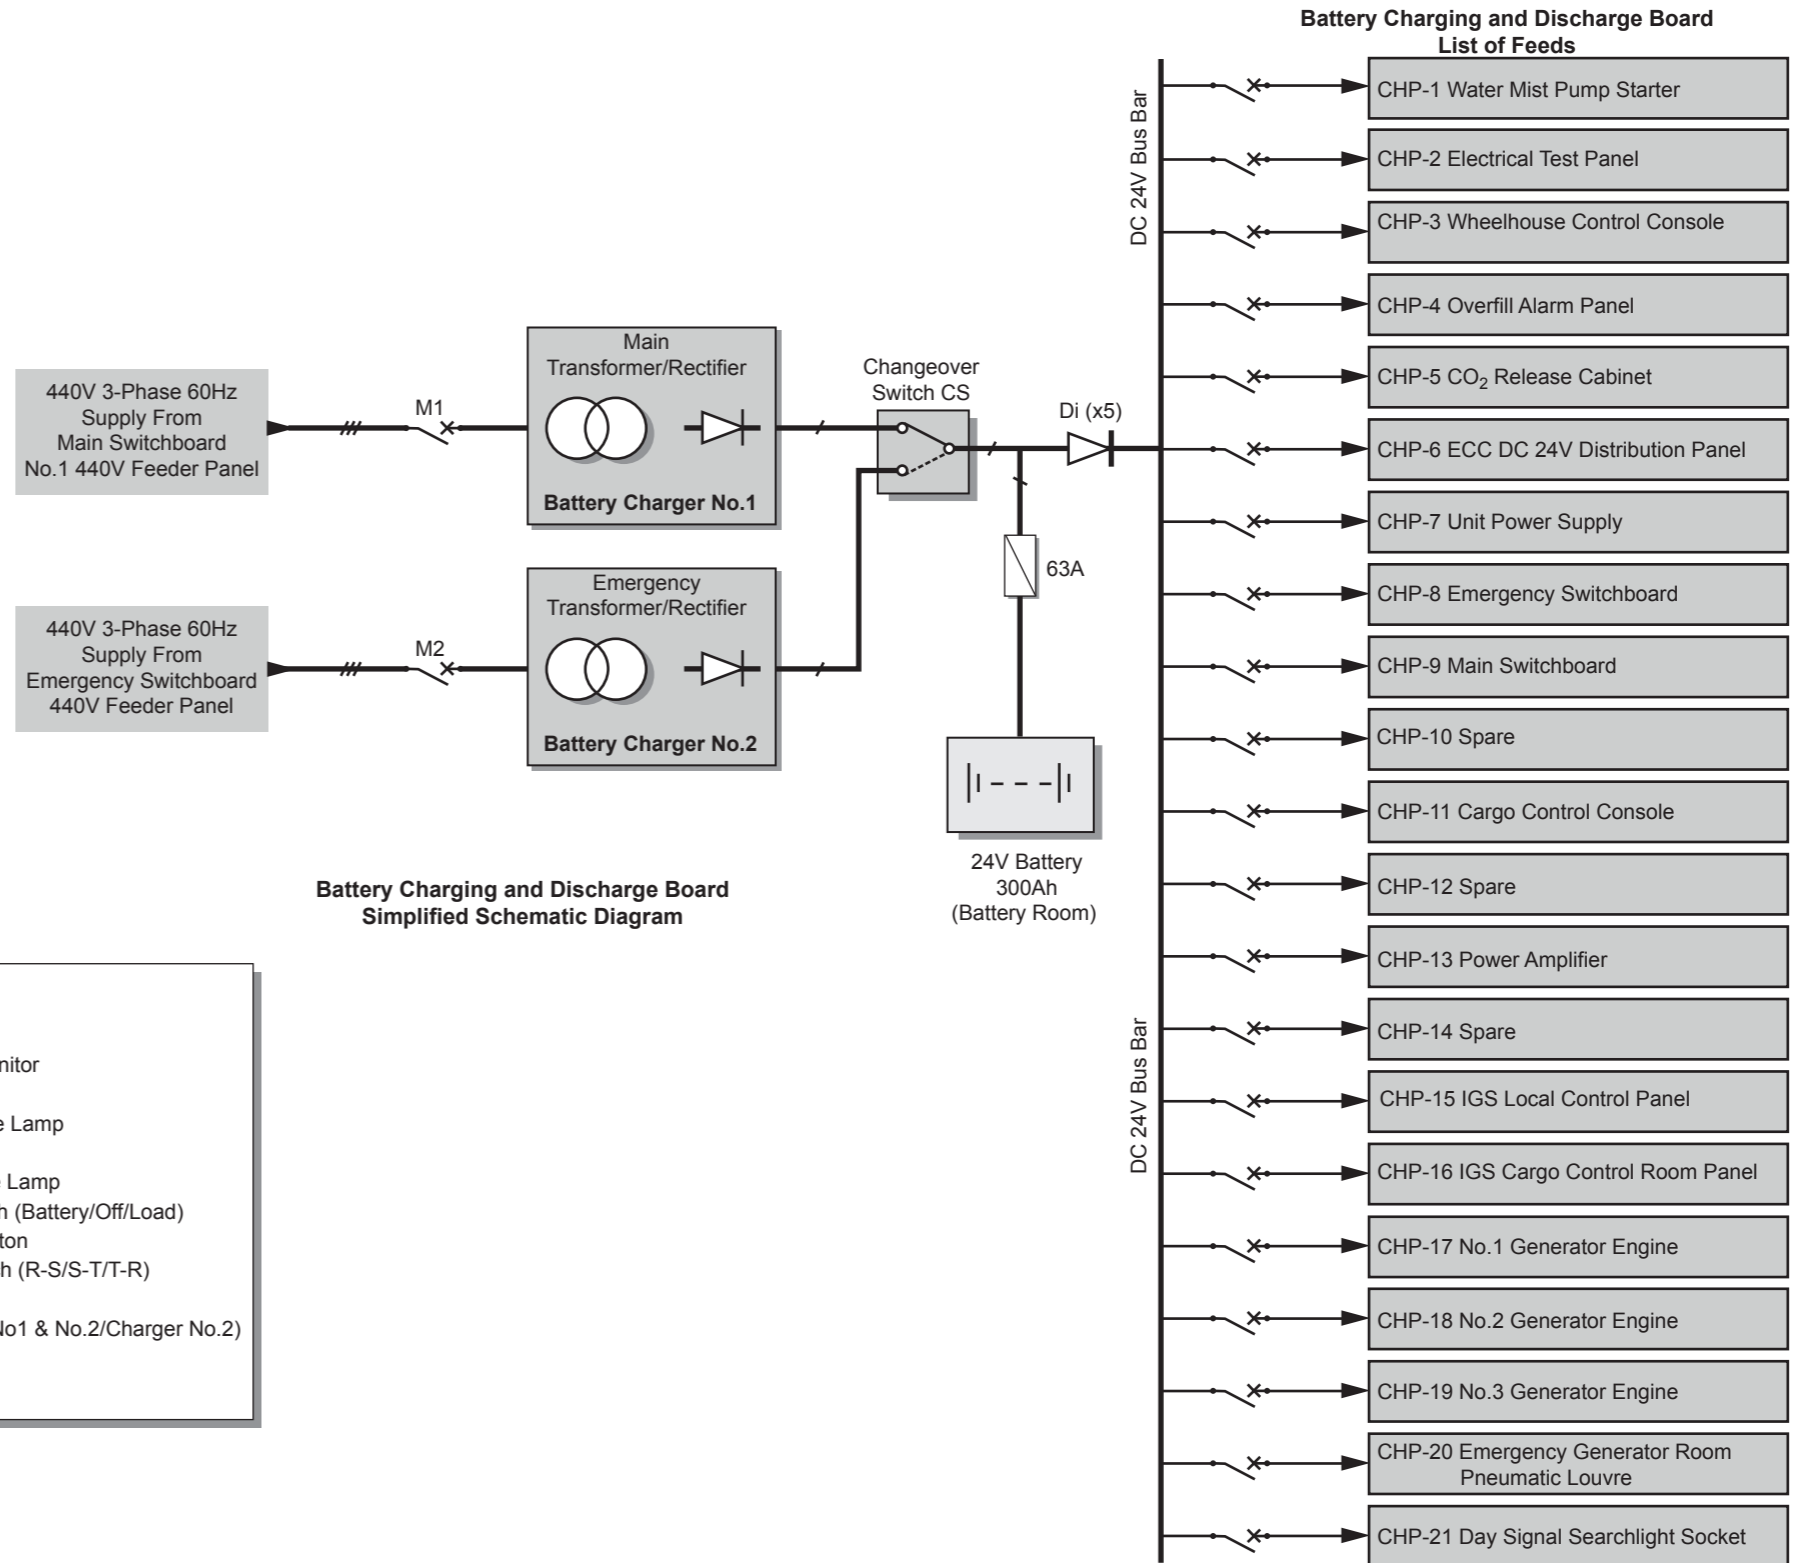 Battery Charging and Discharge Board
List of Feeds
DC 24V Bus Bar
CHP-1 Water Mist Pump Starter
CHP-2 Electrical Test Panel
CHP-3 Wheelhouse Control Console
CHP-4 Overfill Alarm Panel
CHP-5 CO₂ Release Cabinet
CHP-6 ECC DC 24V Distribution Panel
CHP-7 Unit Power Supply
CHP-8 Emergency Switchboard
CHP-9 Main Switchboard
CHP-10 Spare
CHP-11 Cargo Control Console
CHP-12 Spare
CHP-13 Power Amplifier
CHP-14 Spare
DC 24V Bus Bar
CHP-15 IGS Local Control Panel
CHP-16 IGS Cargo Control Room Panel
CHP-17 No.1 Generator Engine
CHP-18 No.2 Generator Engine
CHP-19 No.3 Generator Engine
CHP-20 Emergency Generator Room
Pneumatic Louvre
CHP-21 Day Signal Searchlight Socket
440V 3-Phase 60Hz
Supply From
Main Switchboard
No.1 440V Feeder Panel
M1
Main
Transformer/Rectifier
Battery Charger No.1
Changeover
Switch CS
Di (x5)
63A
440V 3-Phase 60Hz
Supply From
Emergency Switchboard
440V Feeder Panel
M2
Emergency
Transformer/Rectifier
Battery Charger No.2
24V Battery
300Ah
(Battery Room)
Battery Charging and Discharge Board
Simplified Schematic Diagram
Lamp
Lamp
(Battery/Off/Load)
(R-S/S-T/T-R)
& No.2/Charger No.2)